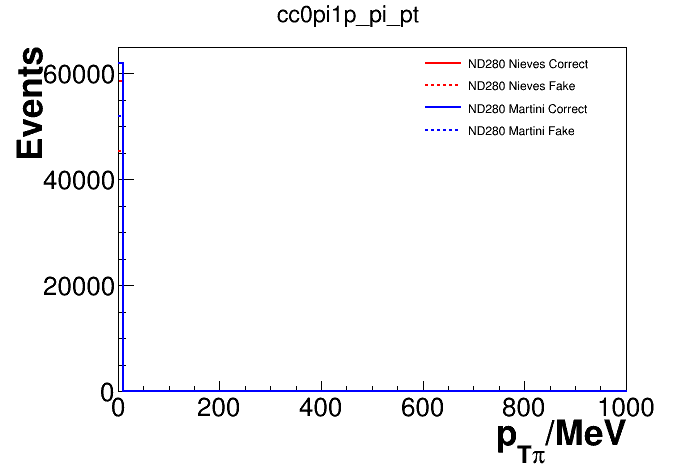 cc0pi1p_pi_pt
Events
60000
40000
20000
0
0 200 400 600 800 1000
p_Tπ/MeV
ND280 Nieves Correct
ND280 Nieves Fake
ND280 Martini Correct
ND280 Martini Fake